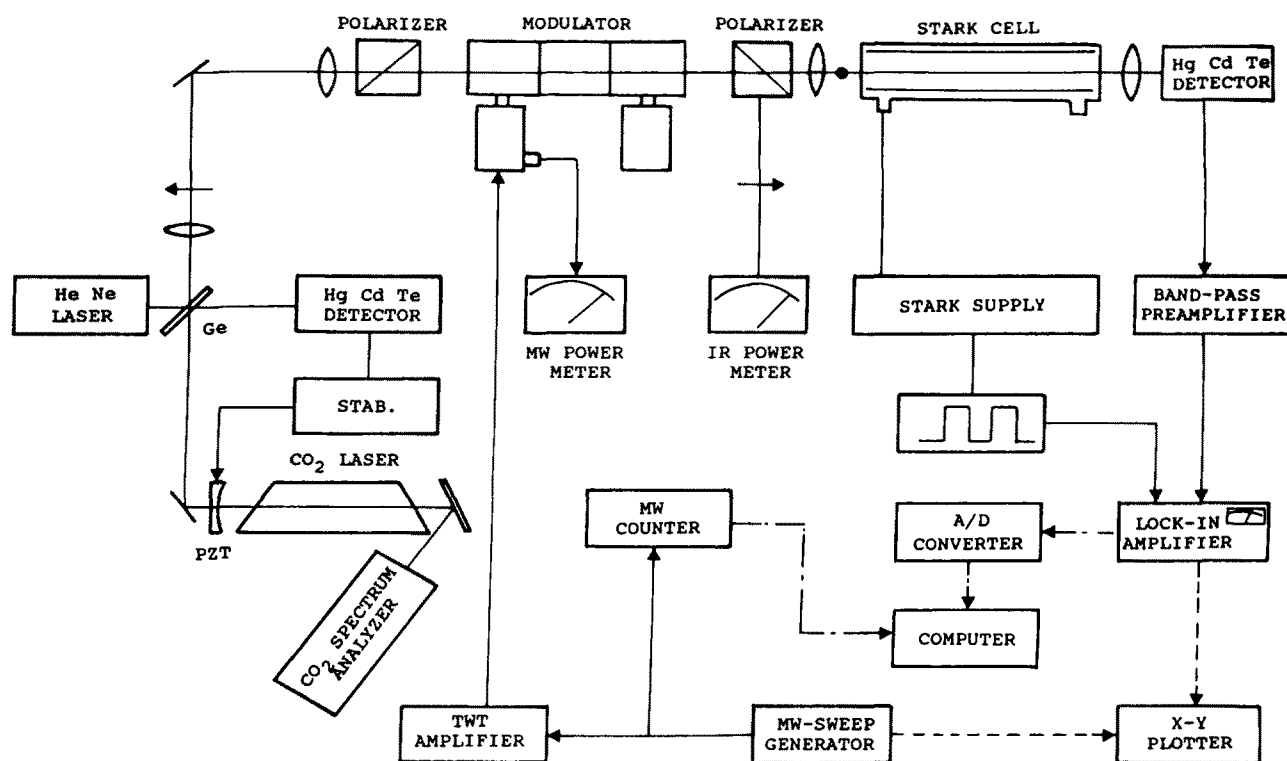 POLARIZER
MODULATOR
POLARIZER
STARK CELL
Hg Cd Te
DETECTOR
He Ne
LASER
Ge
Hg Cd Te
DETECTOR
MW POWER
METER
IR POWER
METER
STARK SUPPLY
BAND-PASS
PREAMPLIFIER
STAB.
CO2 LASER
PZT
CO2 SPECTRUM
ANALYZER
MW
COUNTER
A/D
CONVERTER
LOCK-IN
AMPLIFIER
COMPUTER
TWT
AMPLIFIER
MW-SWEEP
GENERATOR
X-Y
PLOTTER